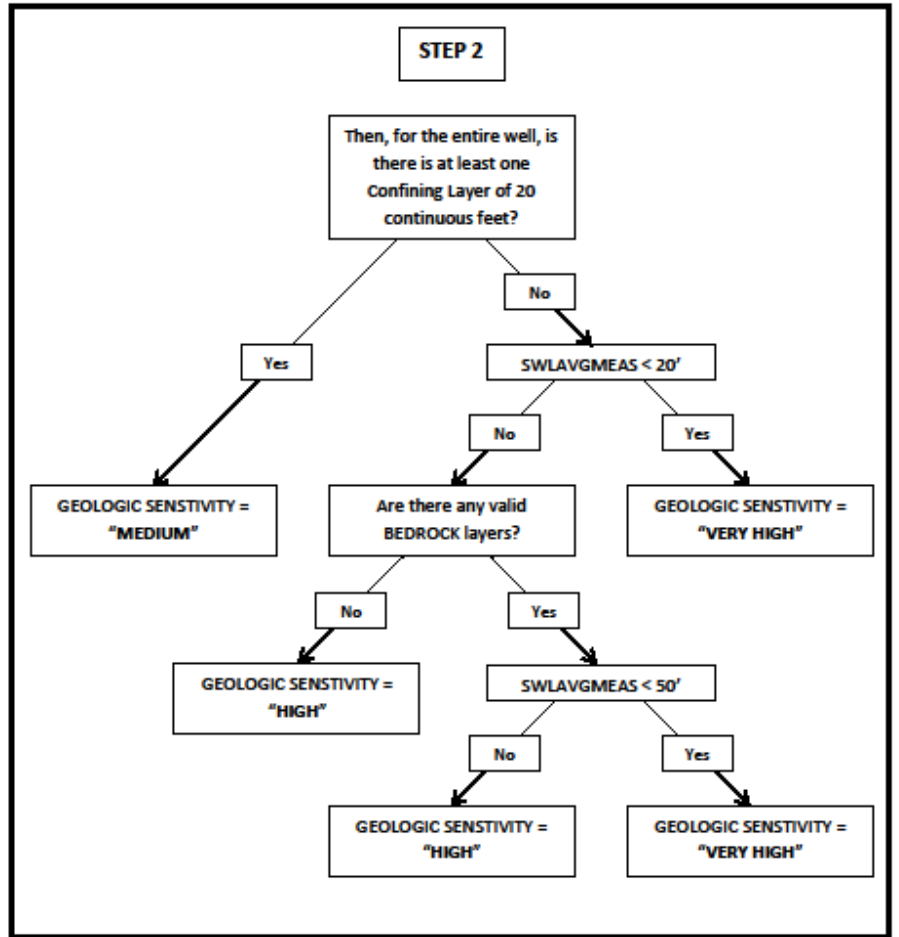 STEP 2
Then, for the entire well, is
there is at least one
Confining Layer of 20
continuous feet?
No
Yes
SWLAVGMEAS < 20’
No
Yes
GEOLOGIC SENSTIVITY =
“MEDIUM”
Are there any valid
BEDROCK layers?
GEOLOGIC SENSTIVITY =
“VERY HIGH”
No
Yes
GEOLOGIC SENSTIVITY =
“HIGH”
SWLAVGMEAS < 50’
No
Yes
GEOLOGIC SENSTIVITY =
“HIGH”
GEOLOGIC SENSTIVITY =
“VERY HIGH”